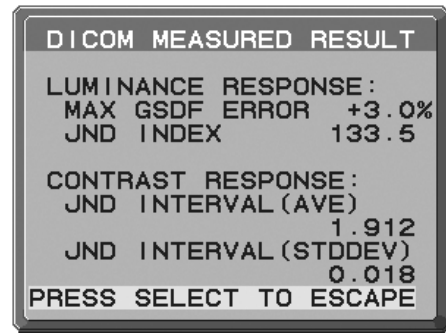 DICOM MEASURED RESULT
LUMINANCE RESPONSE:
MAX GSDF ERROR +3.0%
JND INDEX 133.5
CONTRAST RESPONSE:
JND INTERVAL(AVE)
1.912
JND INTERVAL(STDDEV)
0.018
PRESS SELECT TO ESCAPE